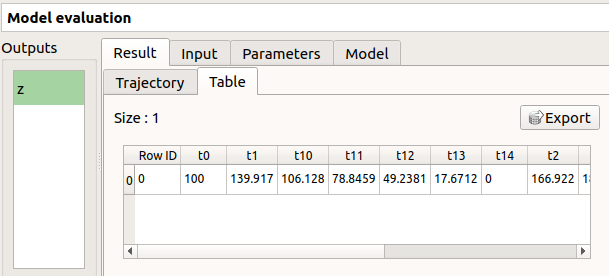 Model evaluation
Outputs
z
Result Input Parameters Model
Trajectory Table
Size : 1
Export
Row ID t0 t1 t10 t11 t12 t13 t14 t2
0 0 100 139.917 106.128 78.8459 49.2381 17.6712 0 166.922